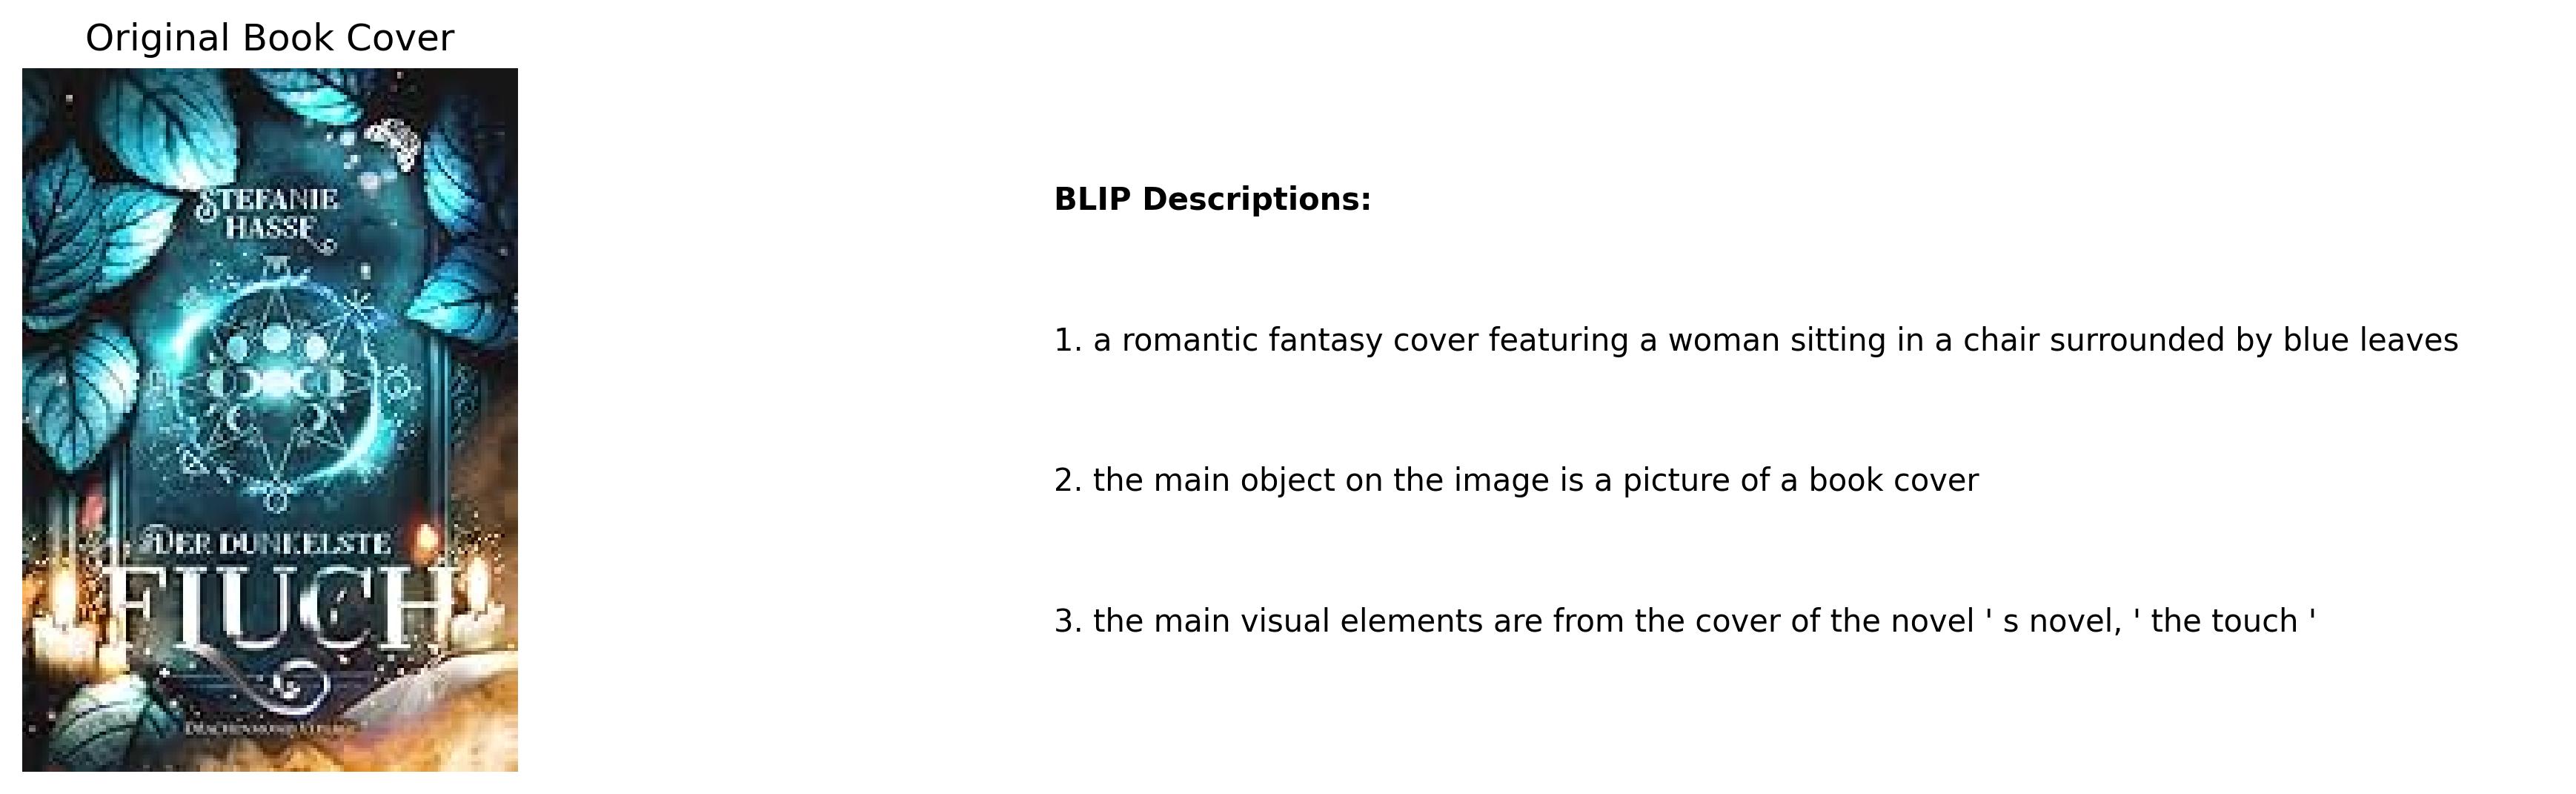 Original Book Cover
STEFANIE
HASSE
DER DUNKELSTE
FLUCH
BLIP Descriptions:
1. a romantic fantasy cover featuring a woman sitting in a chair surrounded by blue leaves
2. the main object on the image is a picture of a book cover
3. the main visual elements are from the cover of the novel ' s novel, ' the touch '